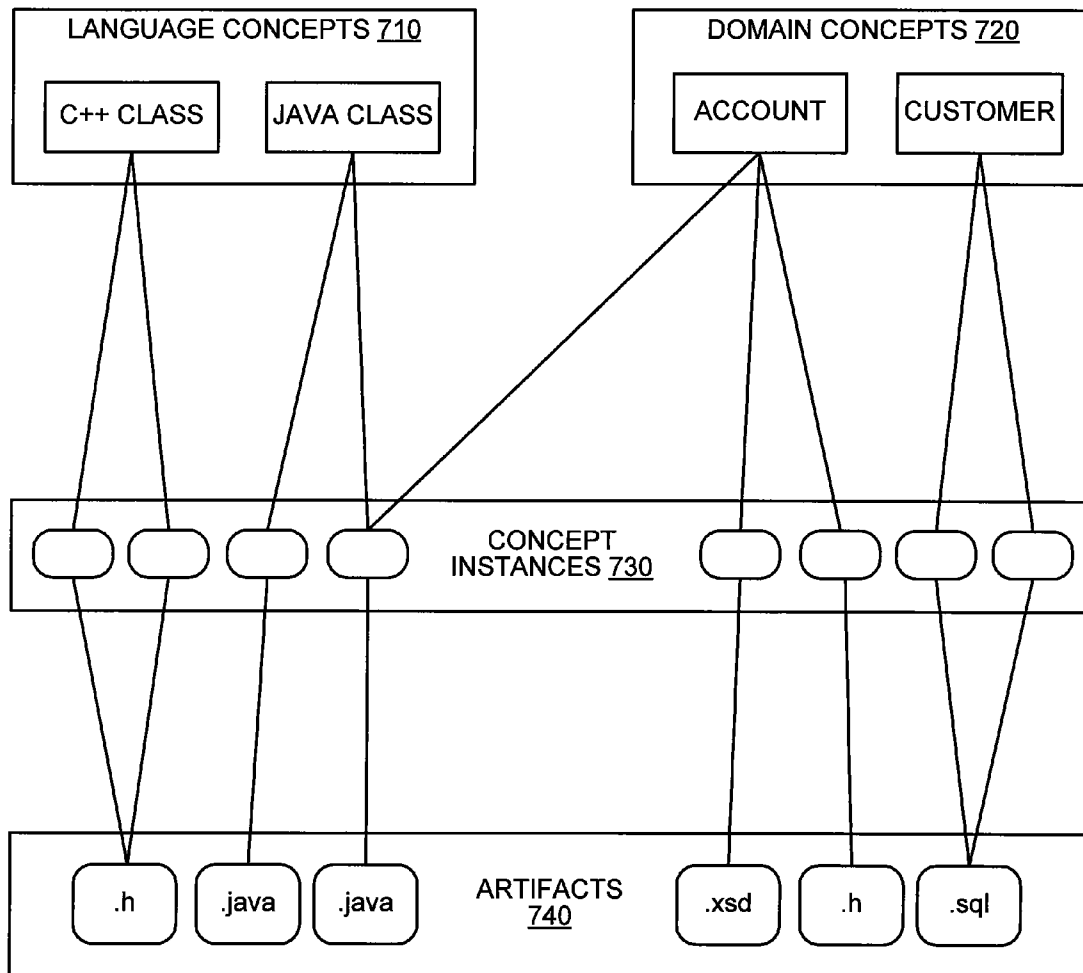 LANGUAGE CONCEPTS 710
DOMAIN CONCEPTS 720
C++ CLASS
JAVA CLASS
ACCOUNT
CUSTOMER
CONCEPT
INSTANCES 730
ARTIFACTS
740
.h
.java
.java
.xsd
.h
.sql